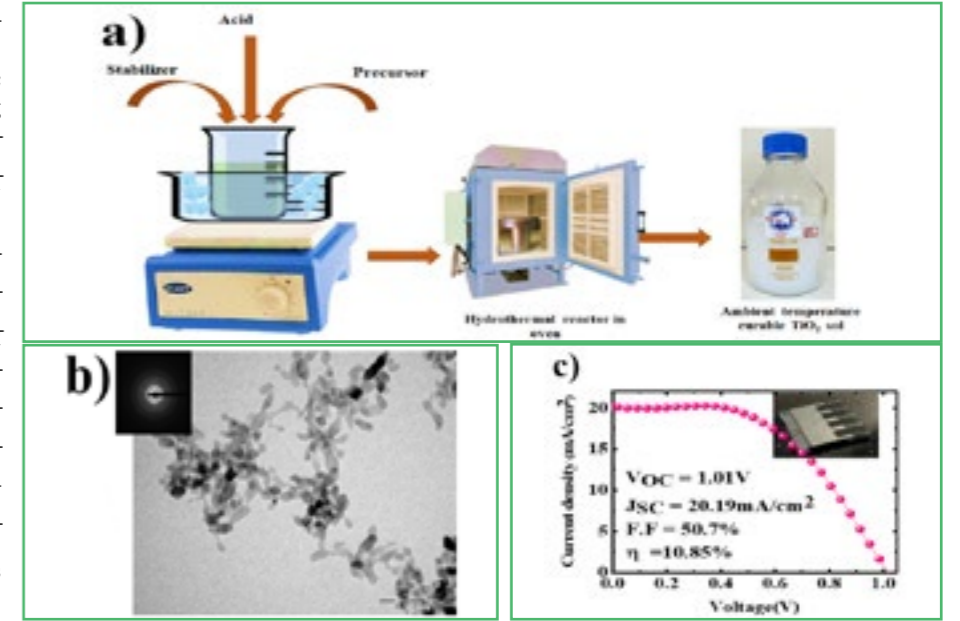 a)
Acid
Stabilizer
Precursor
Hydrothermal reactor in
oven
Ambient temperature
curable TiO₂ sol
b)
c)
Current density (mA/cm²)
20
15
10
5
0
V_OC = 1.01V
J_SC = 20.19mA/cm²
F.F = 50.7%
η =10.85%
0.0 0.2 0.4 0.6 0.8 1.0
Voltage(V)